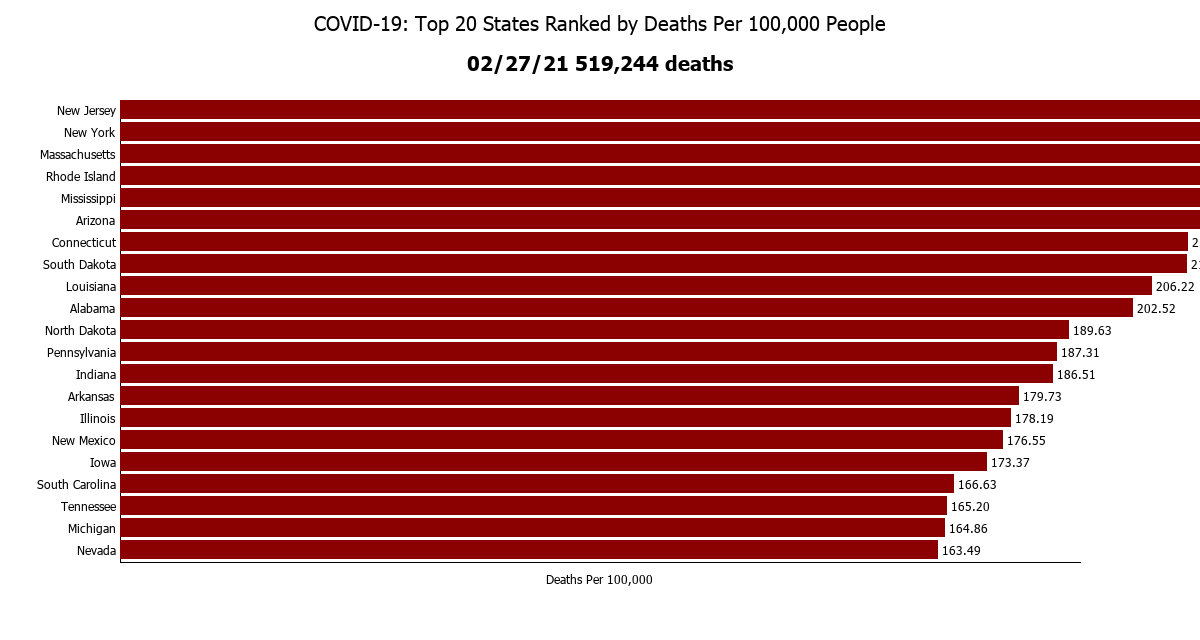 COVID-19: Top 20 States Ranked by Deaths Per 100,000 People
02/27/21 519,244 deaths
New Jersey
New York
Massachusetts
Rhode Island
Mississippi
Arizona
Connecticut 2
South Dakota
Louisiana 206.22
Alabama 202.52
North Dakota 189.63
Pennsylvania 187.31
Indiana 186.51
Arkansas 179.73
Illinois 178.19
New Mexico 176.55
Iowa 173.37
South Carolina 166.63
Tennessee 165.20
Michigan 164.86
Nevada 163.49
Deaths Per 100,000